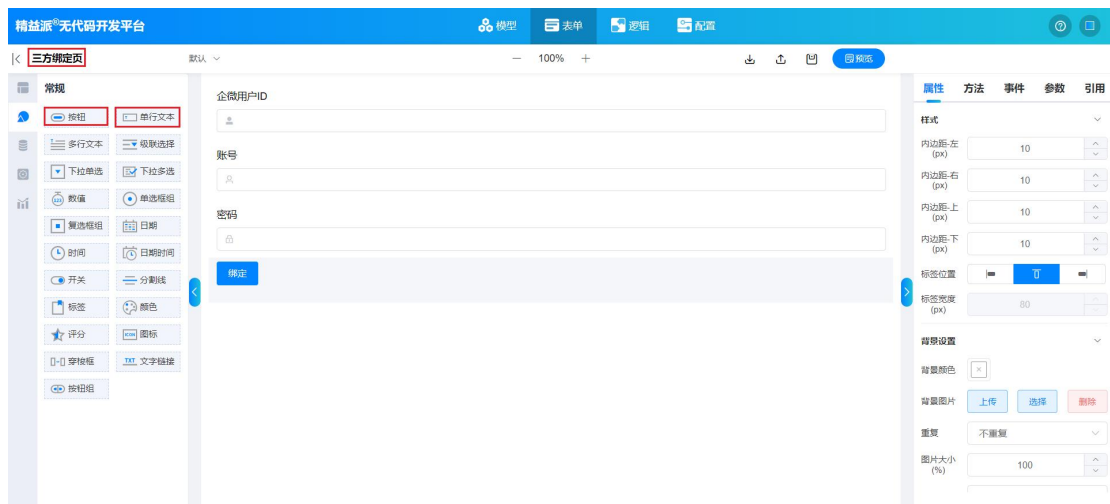 精益派®无代码开发平台 模型 表单 逻辑 配置
三方绑定页 默认 100% 预览
常规
按钮 单行文本
多行文本 级联选择
下拉单选 下拉多选
数值 单选框组
复选框组 日期
时间 日期时间
开关 分割线
标签 颜色
评分 图标
穿梭框 TXT 文字链接
按钮组
企微用户ID
账号
密码
绑定
属性 方法 事件 参数 引用
样式
内边距-左
(px) 10
内边距-右
(px) 10
内边距-上
(px) 10
内边距-下
(px) 10
标签位置
标签宽度
(px) 80
背景设置
背景颜色
背景图片 上传 选择 删除
重复 不重复
图片大小
(%) 100